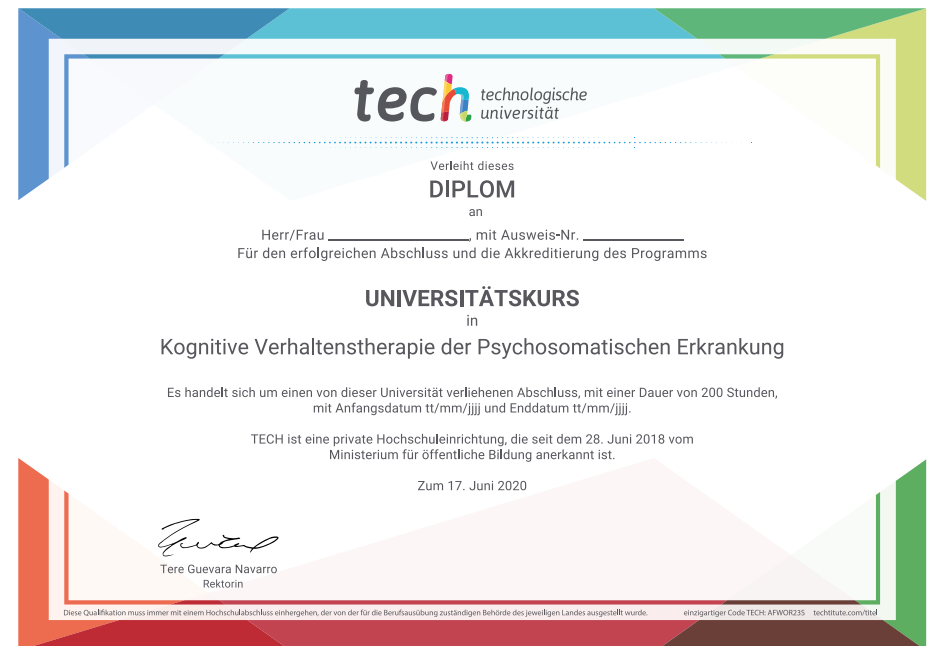 tech technologische
universität
Verleiht dieses
DIPLOM
an
Herr/Frau ____________, mit Ausweis-Nr. ____________
Für den erfolgreichen Abschluss und die Akkreditierung des Programms
UNIVERSITÄTSKURS
in
Kognitive Verhaltenstherapie der Psychosomatischen Erkrankung
Es handelt sich um einen von dieser Universität verliehenen Abschluss, mit einer Dauer von 200 Stunden,
mit Anfangsdatum tt/mm/jjjj und Enddatum tt/mm/jjjj.
TECH ist eine private Hochschuleinrichtung, die seit dem 28. Juni 2018 vom
Ministerium für öffentliche Bildung anerkannt ist.
Zum 17. Juni 2020
Tere Guevara Navarro
Rektorin
Diese Qualifikation muss immer mit einem Hochschulabschluss einhergehen, der von der für die Berufsausübung zuständigen Behörde des jeweiligen Landes ausgestellt wurde. einzigartiger Code TECH: AFWOR23S techtitute.com/titel